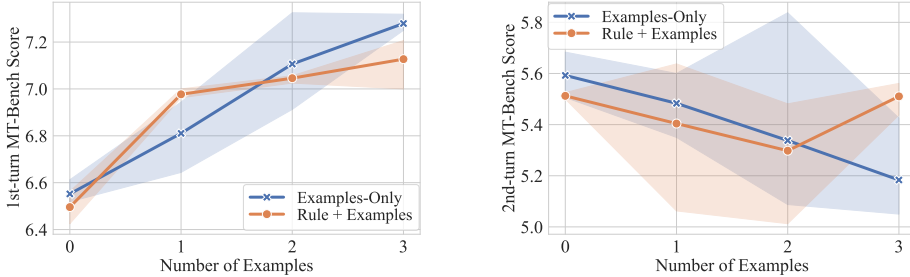 1st-turn MT-Bench Score
7.2
7.0
6.8
6.6
6.4
Examples-Only
Rule + Examples
0
1
2
3
Number of Examples
2nd-turn MT-Bench Score
5.8
5.6
5.4
5.2
5.0
Examples-Only
Rule + Examples
0
1
2
3
Number of Examples